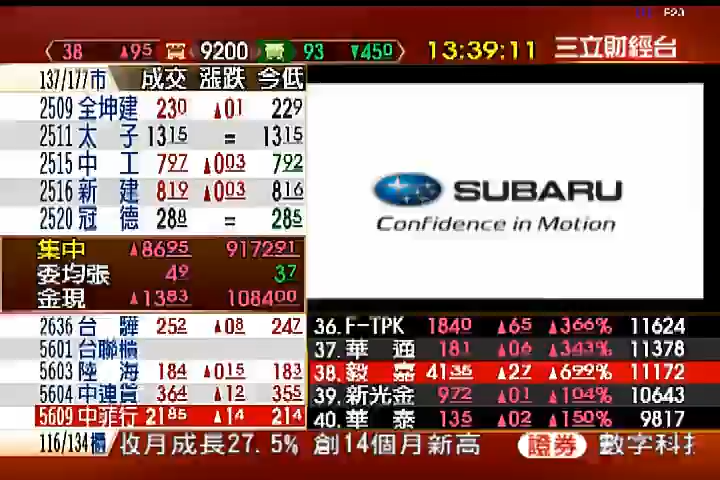 38 ▲95 買 9200 賣 93 ▼450 13:39:11 三立財經台
137/177市 成交 漲跌 今低
2509 全坤建 230 ▲01 229
2511 太子 1315 = 1315
2515 中工 797 ▲003 792
2516 新建 819 ▲003 816
2520 冠德 288 = 285
SUBARU
Confidence in Motion
集中 ▲8695 917291
委均張 49 37
金現 ▲1383 108400
2636 台驊 252 ▲08 247
5601 台聯櫃
5603 陸海 184 ▲015 183
5604 中連貨 364 ▲12 355
5609 中菲行 2185 ▲14 214
36. F-TPK 1840 ▲65 ▲366% 11624
37. 華通 181 ▲06 ▲343% 11378
38. 毅嘉 4135 ▲27 ▲699% 11172
39. 新光金 972 ▲01 ▲104% 10643
40. 華泰 135 ▲02 ▲150% 9817
116/134櫃 收月成長27.5% 創14個月新高 證券 數字科技